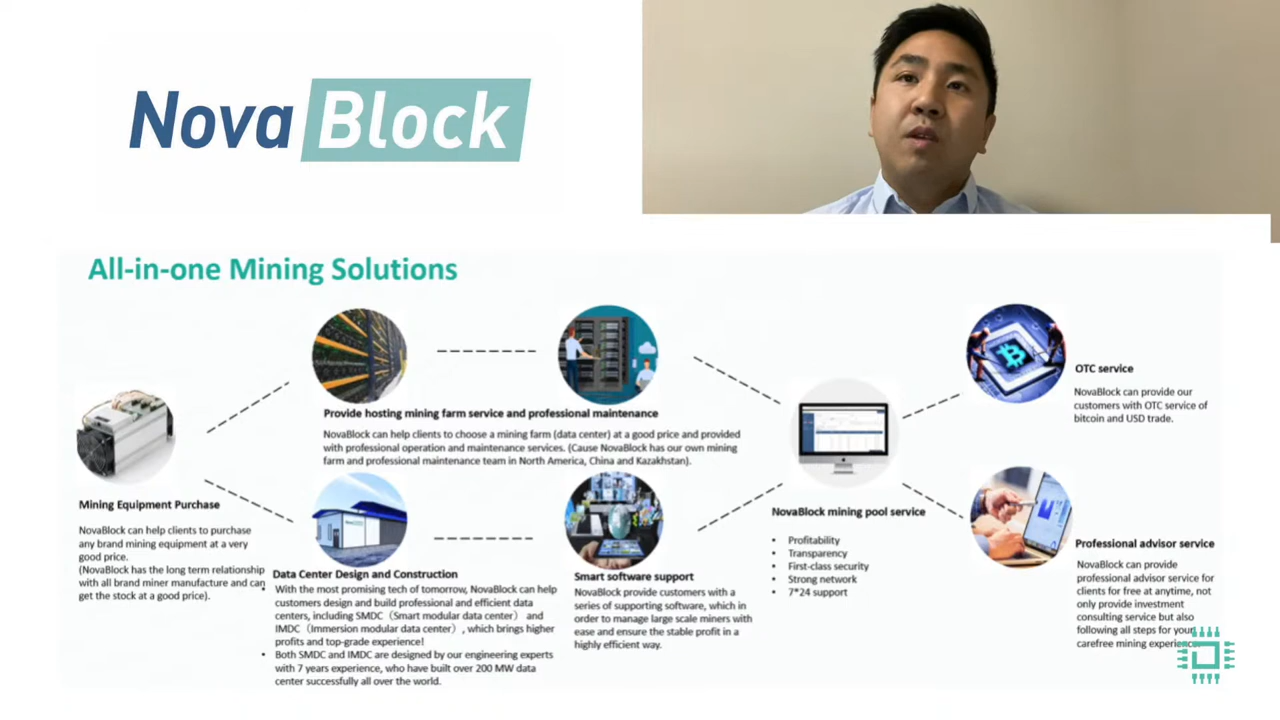 Nova Block
All-in-one Mining Solutions
Provide hosting mining farm service and professional maintenance
NovaBlock can help clients to choose a mining farm (data center) at a good price and provided
with professional operation and maintenance services. (Cause NovaBlock has our own mining
farm and professional maintenance team in North America, China and Kazakhstan).
OTC service
NovaBlock can provide our
customers with OTC service of
bitcoin and USD trade.
Mining Equipment Purchase
NovaBlock can help clients to purchase
any brand mining equipment at a very
good price.
(NovaBlock has the long term relationship
with all brand miner manufacture and can
get the stock at a good price).
Data Center Design and Construction
• With the most promising tech of tomorrow, NovaBlock can help
customers design and build professional and efficient data
centers, including SMDC（Smart modular data center） and
IMDC（Immersion modular data center）, which brings higher
profits and top-grade experience!
• Both SMDC and IMDC are designed by our engineering experts
with 7 years experience, who have built over 200 MW data
center successfully all over the world.
Smart software support
NovaBlock provide customers with a
series of supporting software, which in
order to manage large scale miners with
ease and ensure the stable profit in a
highly efficient way.
NovaBlock mining pool service
• Profitability
• Transparency
• First-class security
• Strong network
• 7*24 support
Professional advisor service
NovaBlock can provide
professional advisor service for
clients for free at anytime, not
only provide investment
consulting service but also
following all steps for your
carefree mining experience.